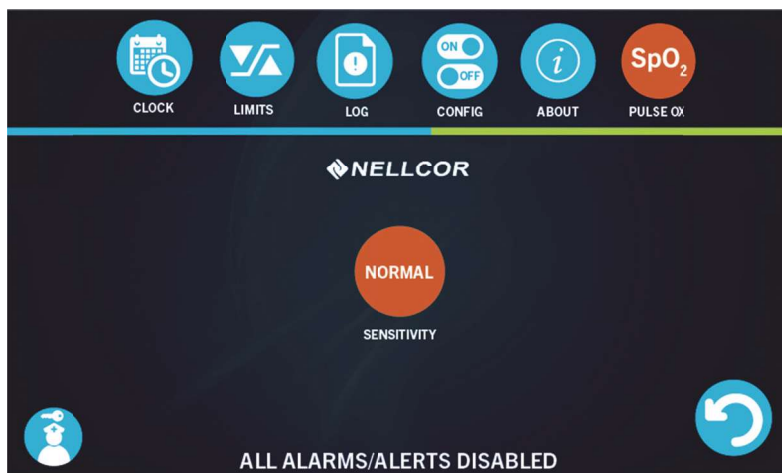 ON
OFF
i
SpO₂
CLOCK
LIMITS
LOG
CONFIG
ABOUT
PULSE OX
NELLCOR
NORMAL
SENSITIVITY
ALL ALARMS/ALERTS DISABLED